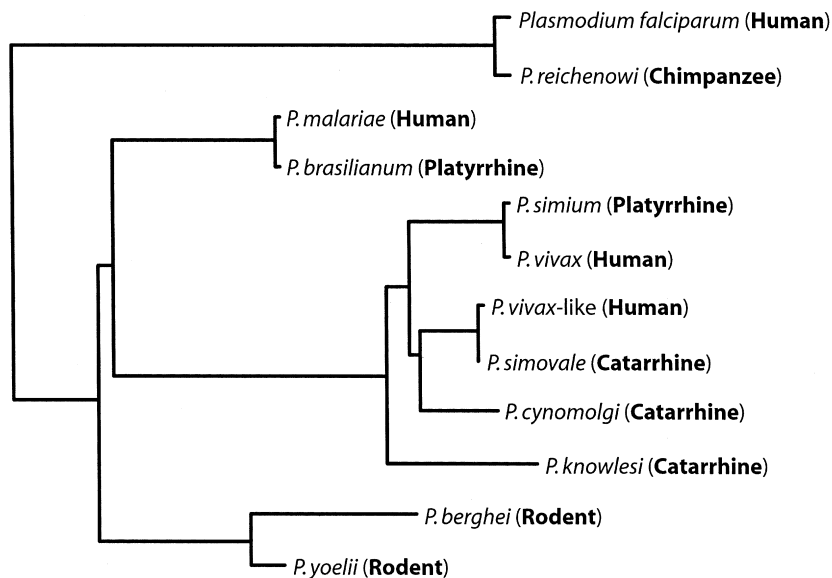 Plasmodium falciparum (Human)
P. reichenowi (Chimpanzee)
P. malariae (Human)
P. brasilianum (Platyrrhine)
P. simium (Platyrrhine)
P. vivax (Human)
P. vivax-like (Human)
P. simovale (Catarrhine)
P. cynomolgi (Catarrhine)
P. knowlesi (Catarrhine)
P. berghei (Rodent)
P. yoelii (Rodent)